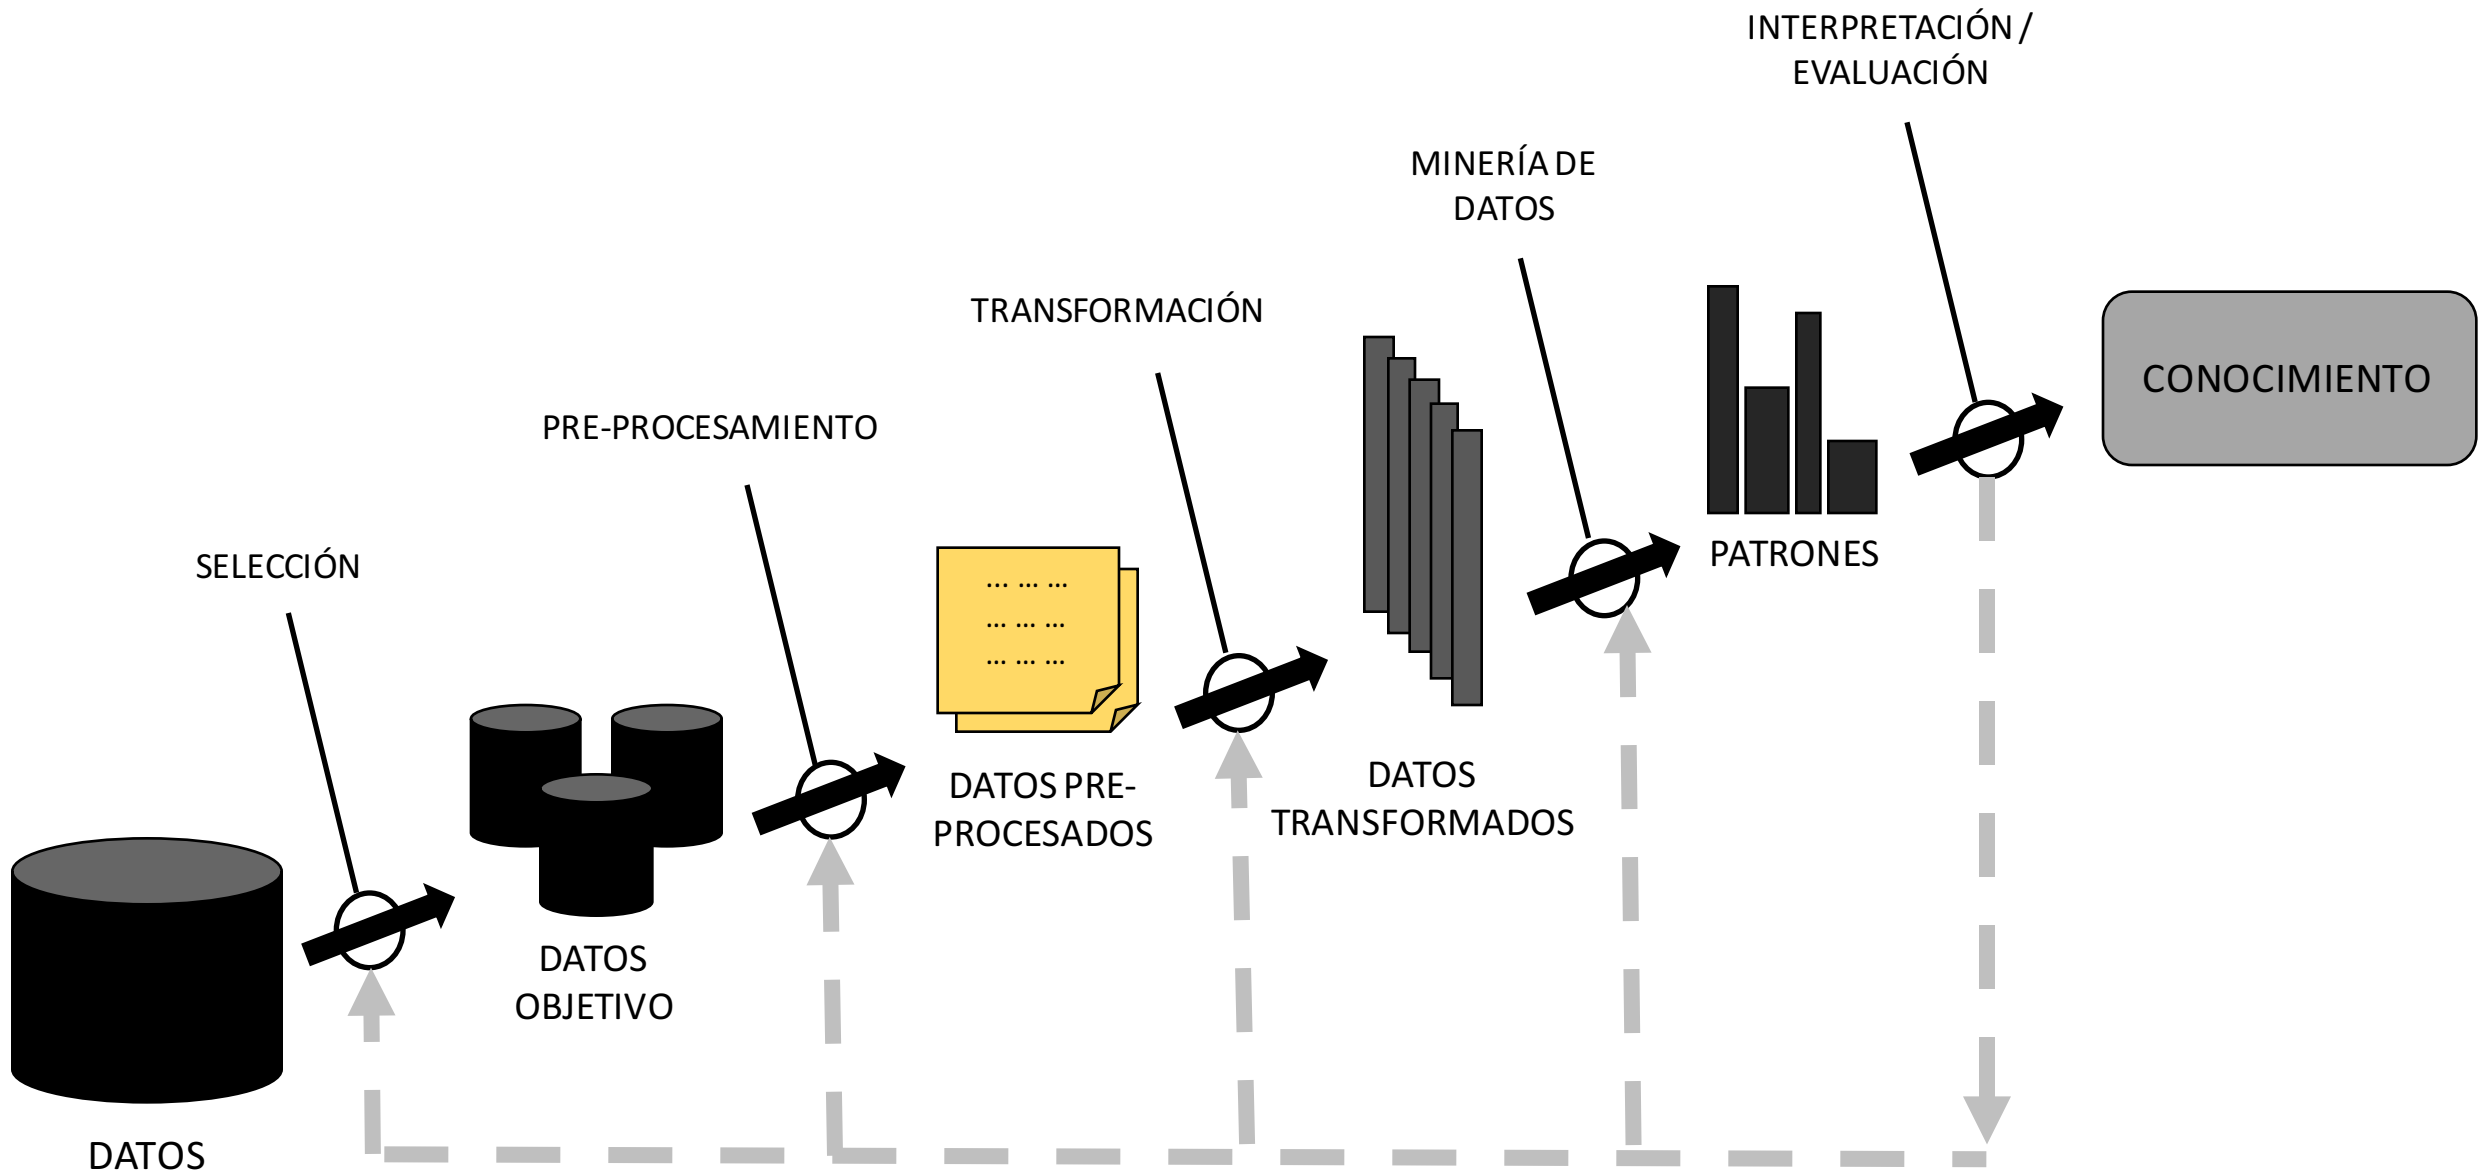 INTERPRETACIÓN /
EVALUACIÓN
MINERÍA DE
DATOS
TRANSFORMACIÓN
PRE-PROCESAMIENTO
SELECCIÓN
CONOCIMIENTO
PATRONES
... ... ...
... ... ...
... ... ...
DATOS PRE-
PROCESADOS
DATOS
TRANSFORMADOS
DATOS
OBJETIVO
DATOS